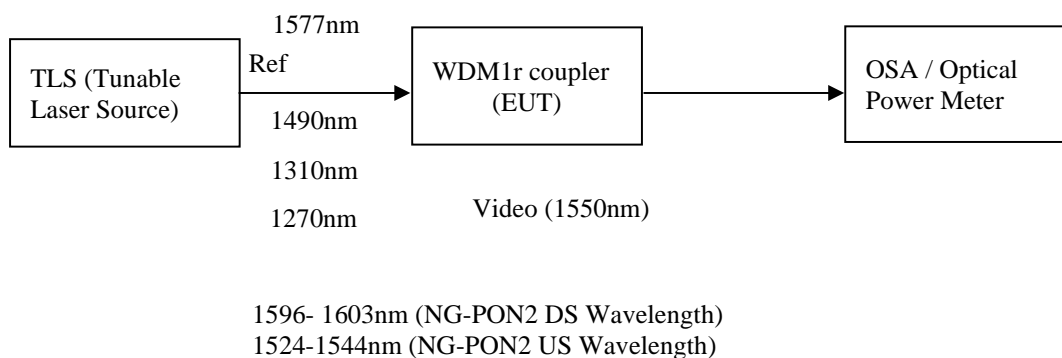 1577nm
TLS (Tunable
Laser Source)
Ref
WDM1r coupler
(EUT)
OSA / Optical
Power Meter
1490nm
1310nm
1270nm
Video (1550nm)
1596- 1603nm (NG-PON2 DS Wavelength)
1524-1544nm (NG-PON2 US Wavelength)